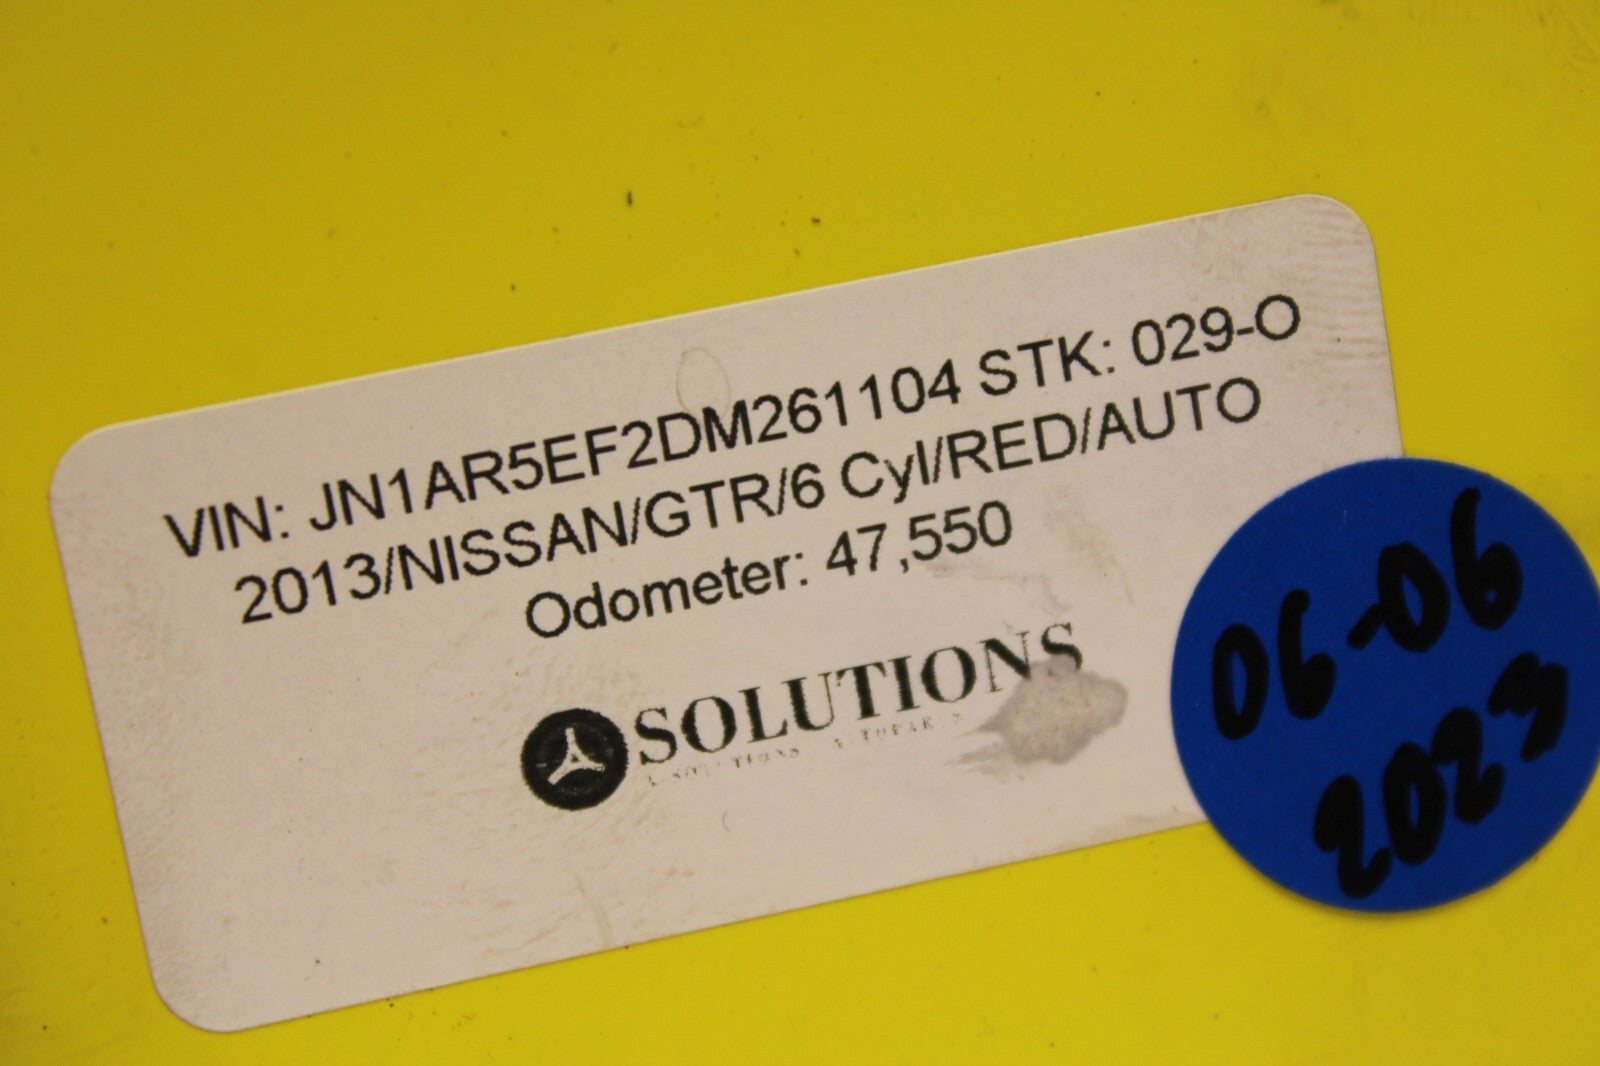 VIN: JN1AR5EF2DM261104 STK: 029-O
2013/NISSAN/GTR/6 Cyl/RED/AUTO
Odometer: 47,550
SOLUTIONS
06-06
2023